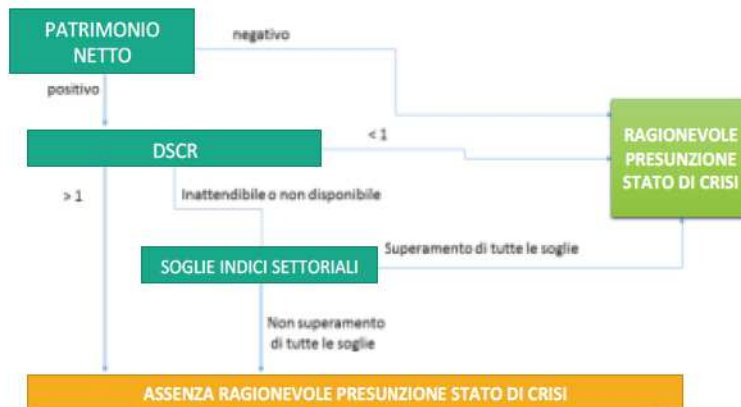 PATRIMONIO
NETTO
negativo
positivo
DSCR
< 1
RAGIONEVOLE
PRESUNZIONE
STATO DI CRISI
> 1
Inattendibile o non disponibile
SOGLIE INDICI SETTORIALI
Superamento di tutte le soglie
Non superamento
di tutte le soglie
ASSENZA RAGIONEVOLE PRESUNZIONE STATO DI CRISI